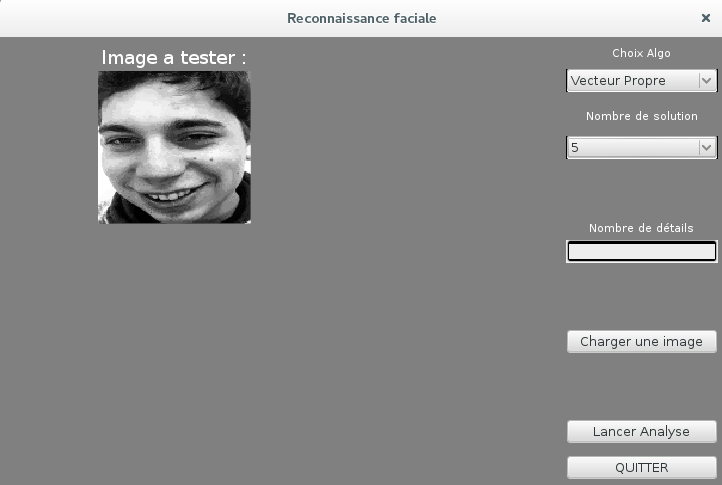 Reconnaissance faciale
Image a tester :
Choix Algo
Vecteur Propre
Nombre de solution
5
Nombre de détails
Charger une image
Lancer Analyse
QUITTER